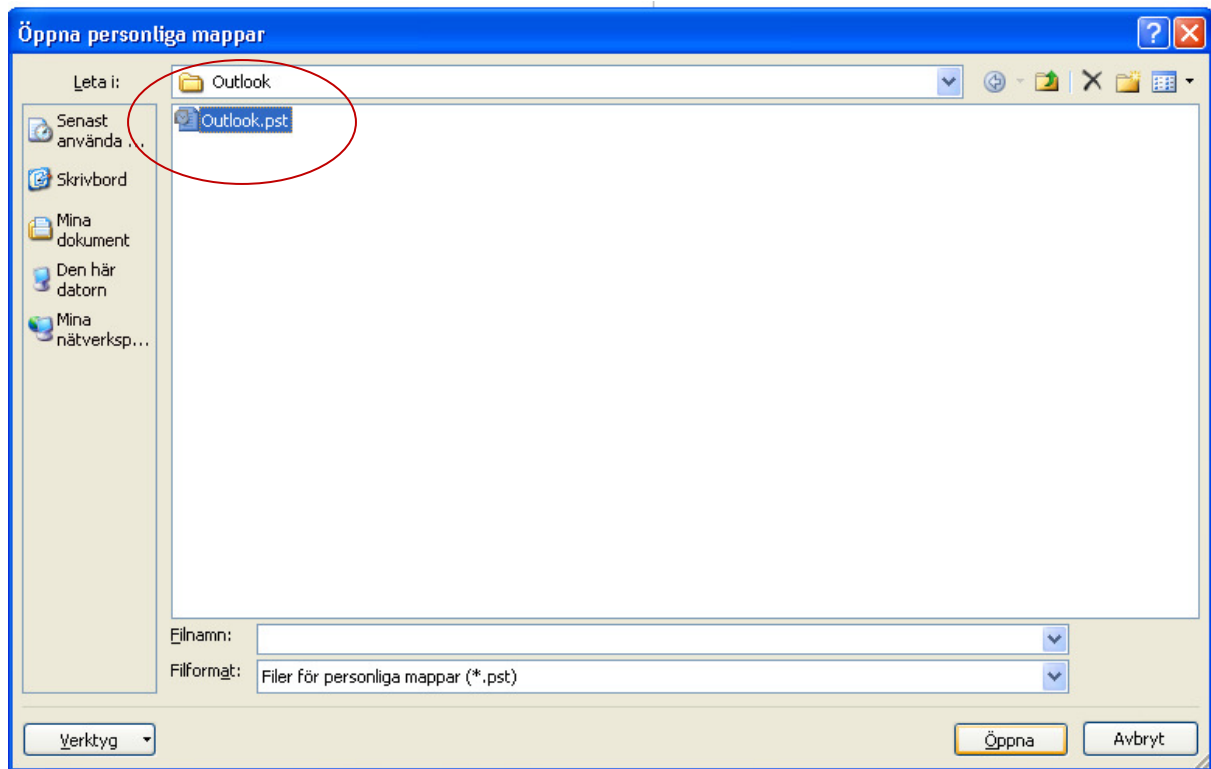 Öppna personliga mappar
Leta i:
Outlook
Senast
använda ...
Outlook.pst
Skrivbord
Mina
dokument
Den här
datorn
Mina
nätverksp...
Filnamn:
Filformat:
Filer för personliga mappar (*.pst)
Verktyg
Öppna
Avbryt